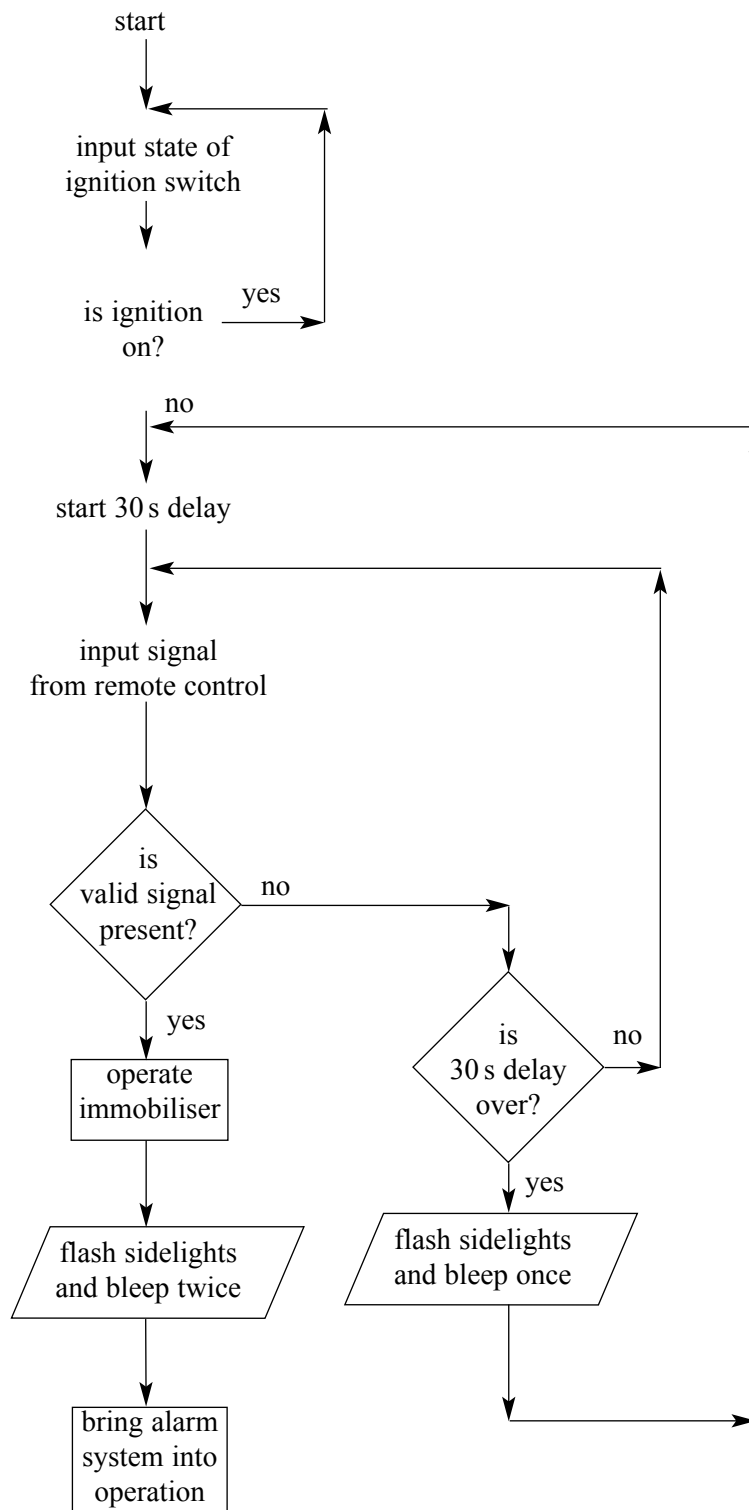 start
input state of
ignition switch
yes
is ignition
on?
no
start 30 s delay
input signal
from remote control
is
valid signal
present?
no
yes
is
30 s delay
over?
no
operate
immobiliser
yes
flash sidelights
and bleep twice
flash sidelights
and bleep once
bring alarm
system into
operation